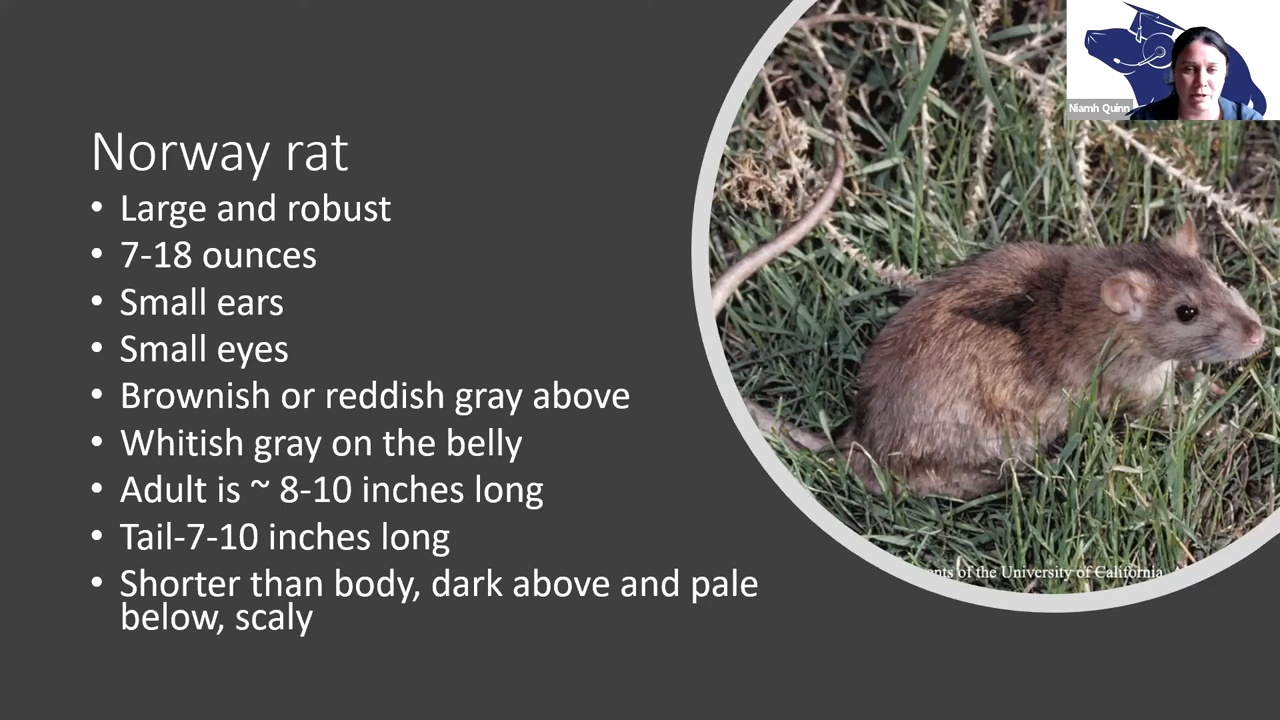 Niamh Quinn
Norway rat
• Large and robust
• 7-18 ounces
• Small ears
• Small eyes
• Brownish or reddish gray above
• Whitish gray on the belly
• Adult is ~ 8-10 inches long
• Tail-7-10 inches long
• Shorter than body, dark above and pale
below, scaly
of the University of California